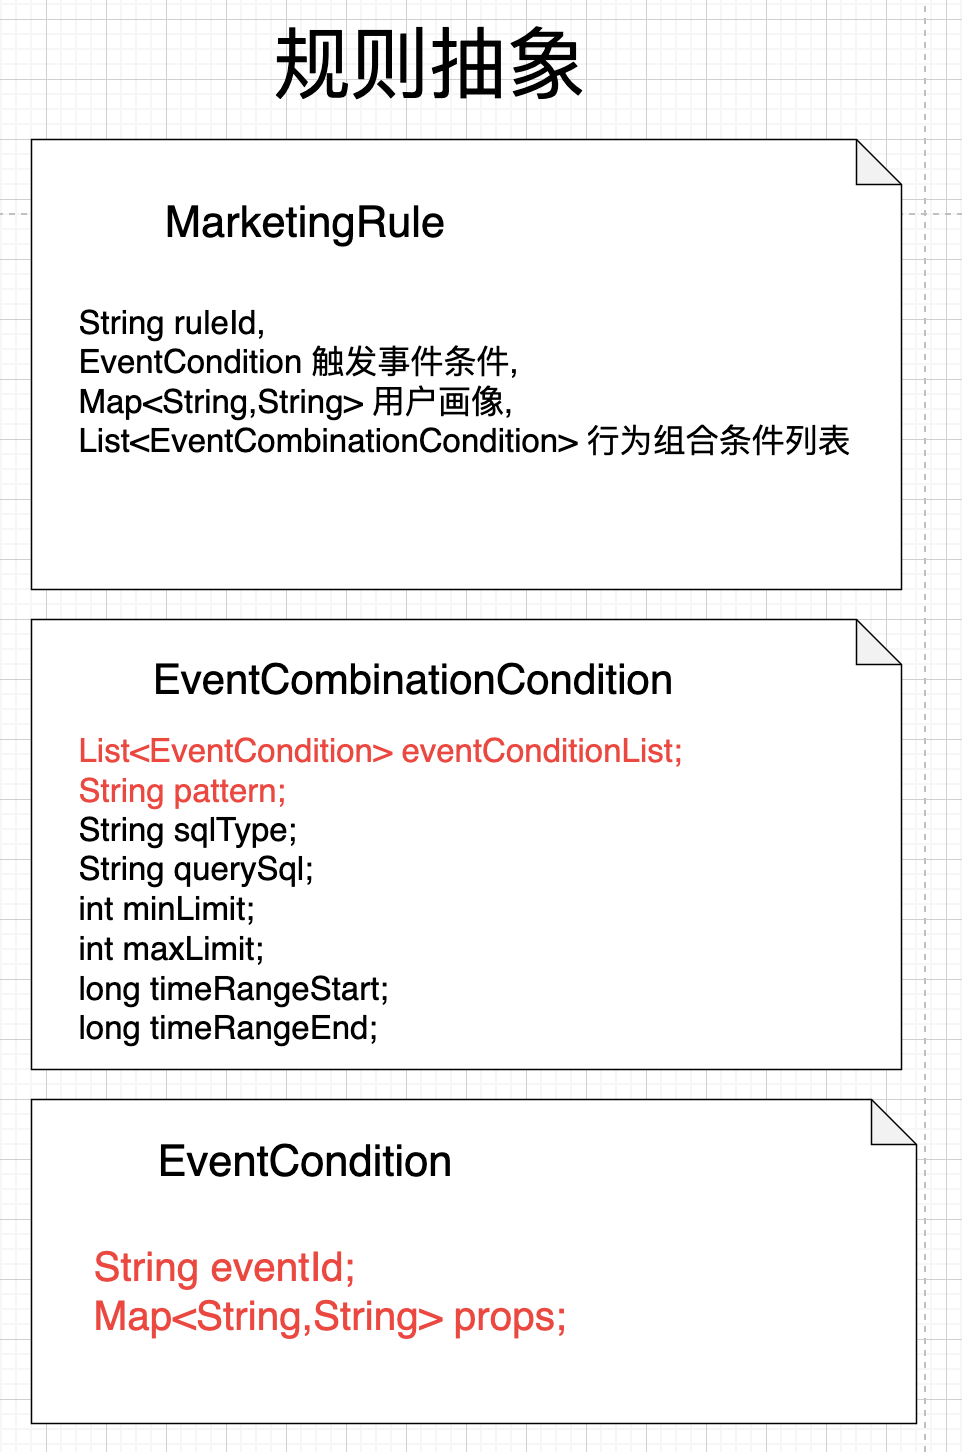 规则抽象
MarketingRule
String ruleId,
EventCondition 触发事件条件,
Map<String,String> 用户画像,
List<EventCombinationCondition> 行为组合条件列表
EventCombinationCondition
List<EventCondition> eventConditionList;
String pattern;
String sqlType;
String querySql;
int minLimit;
int maxLimit;
long timeRangeStart;
long timeRangeEnd;
EventCondition
String eventId;
Map<String,String> props;